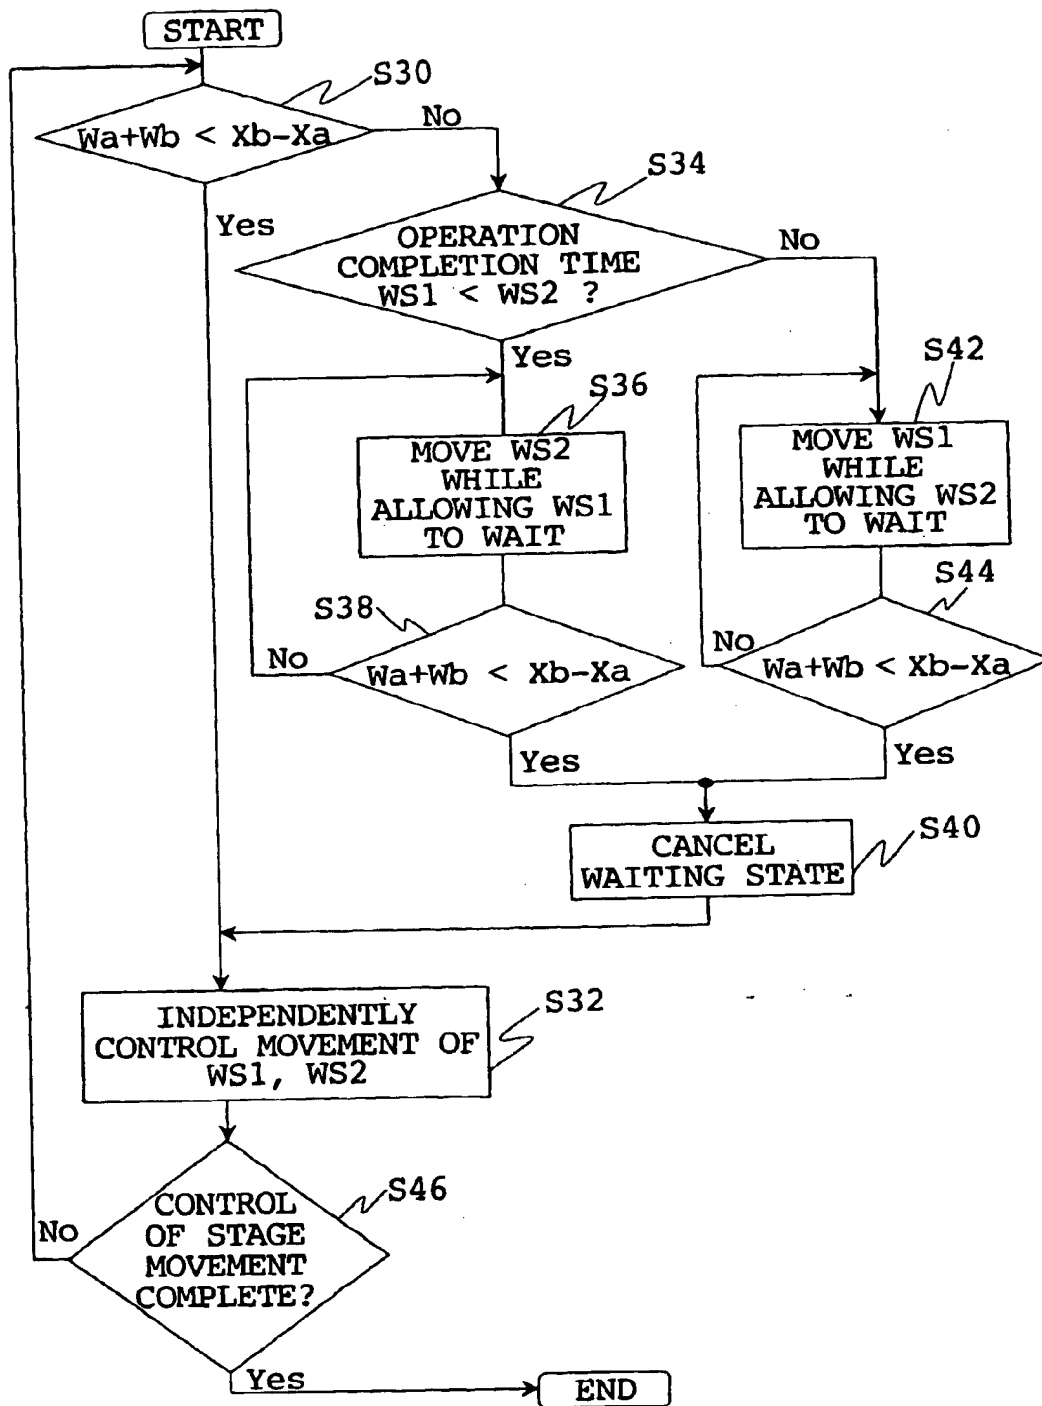 START
S30
Wa+Wb < Xb-Xa
No
Yes
S34
OPERATION
COMPLETION TIME
WS1 < WS2 ?
No
Yes
S36
MOVE WS2
WHILE
ALLOWING WS1
TO WAIT
S42
MOVE WS1
WHILE
ALLOWING WS2
TO WAIT
S38
No
Wa+Wb < Xb-Xa
Yes
S44
No
Wa+Wb < Xb-Xa
Yes
S40
CANCEL
WAITING STATE
S32
INDEPENDENTLY
CONTROL MOVEMENT OF
WS1, WS2
S46
CONTROL
OF STAGE
MOVEMENT
COMPLETE?
No
Yes
END